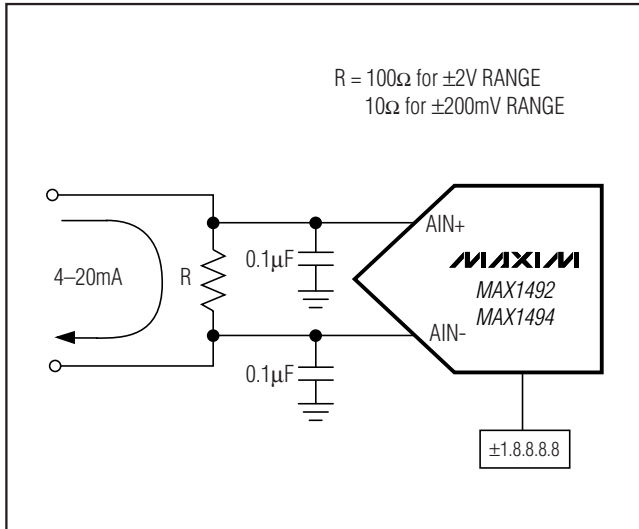 R = 100Ω for ±2V RANGE
10Ω for ±200mV RANGE
AIN+
0.1µF
MAXIM
MAX1492
MAX1494
4–20mA
R
AIN-
0.1µF
±1.8.8.8.8